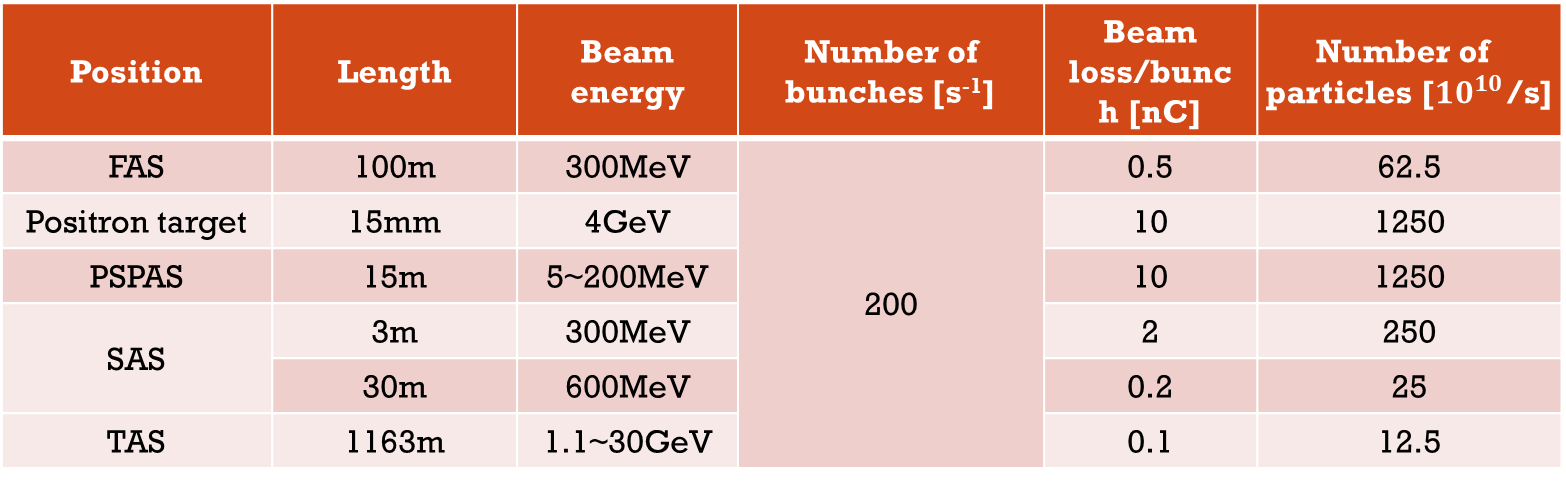 Position
Length
Beam
energy
Number of
bunches [s-1]
Beam
loss/bunc
h [nC]
Number of
particles [10^10/s]
FAS
100m
300MeV
200
0.5
62.5
Positron target
15mm
4GeV
10
1250
PSPAS
15m
5~200MeV
10
1250
SAS
3m
300MeV
2
250
30m
600MeV
0.2
25
TAS
1163m
1.1~30GeV
0.1
12.5